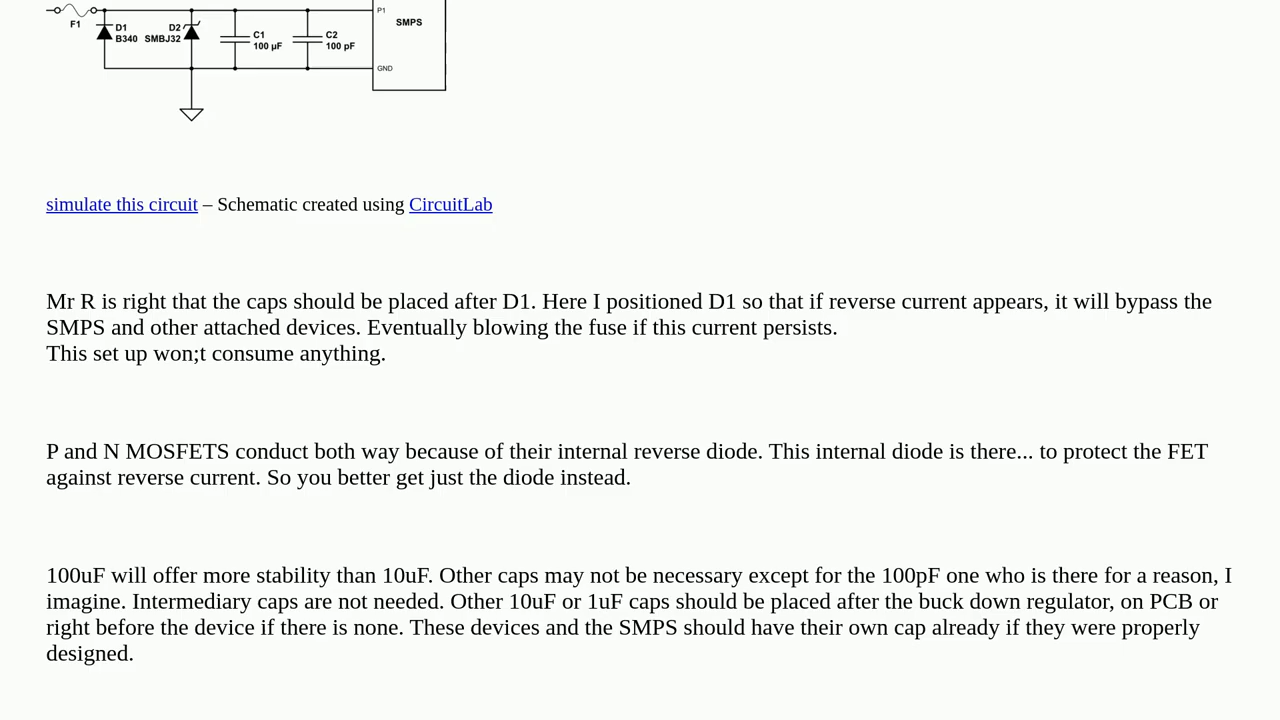 F1
D1
B340
D2
SMBJ32
C1
100 µF
C2
100 pF
P1
SMPS
GND
simulate this circuit – Schematic created using CircuitLab
Mr R is right that the caps should be placed after D1. Here I positioned D1 so that if reverse current appears, it will bypass the
SMPS and other attached devices. Eventually blowing the fuse if this current persists.
This set up won;t consume anything.
P and N MOSFETS conduct both way because of their internal reverse diode. This internal diode is there... to protect the FET
against reverse current. So you better get just the diode instead.
100uF will offer more stability than 10uF. Other caps may not be necessary except for the 100pF one who is there for a reason, I
imagine. Intermediary caps are not needed. Other 10uF or 1uF caps should be placed after the buck down regulator, on PCB or
right before the device if there is none. These devices and the SMPS should have their own cap already if they were properly
designed.